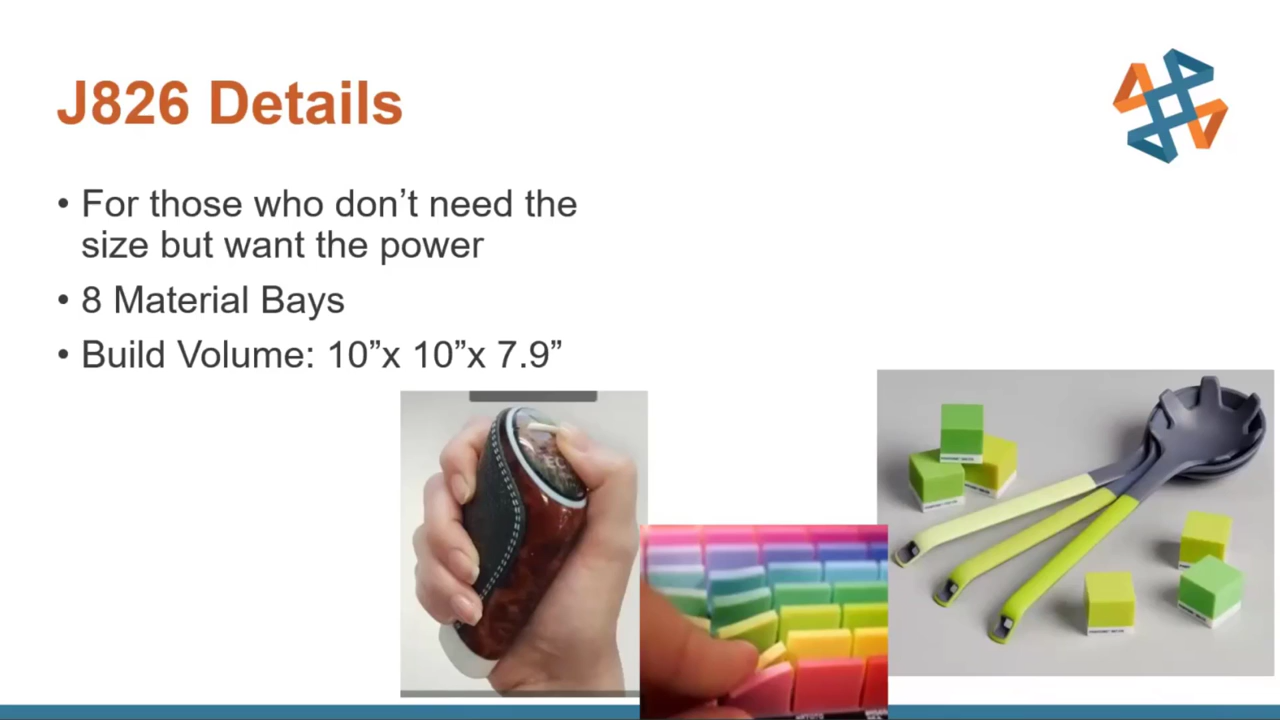 J826 Details
• For those who don’t need the
size but want the power
• 8 Material Bays
• Build Volume: 10”x 10”x 7.9”